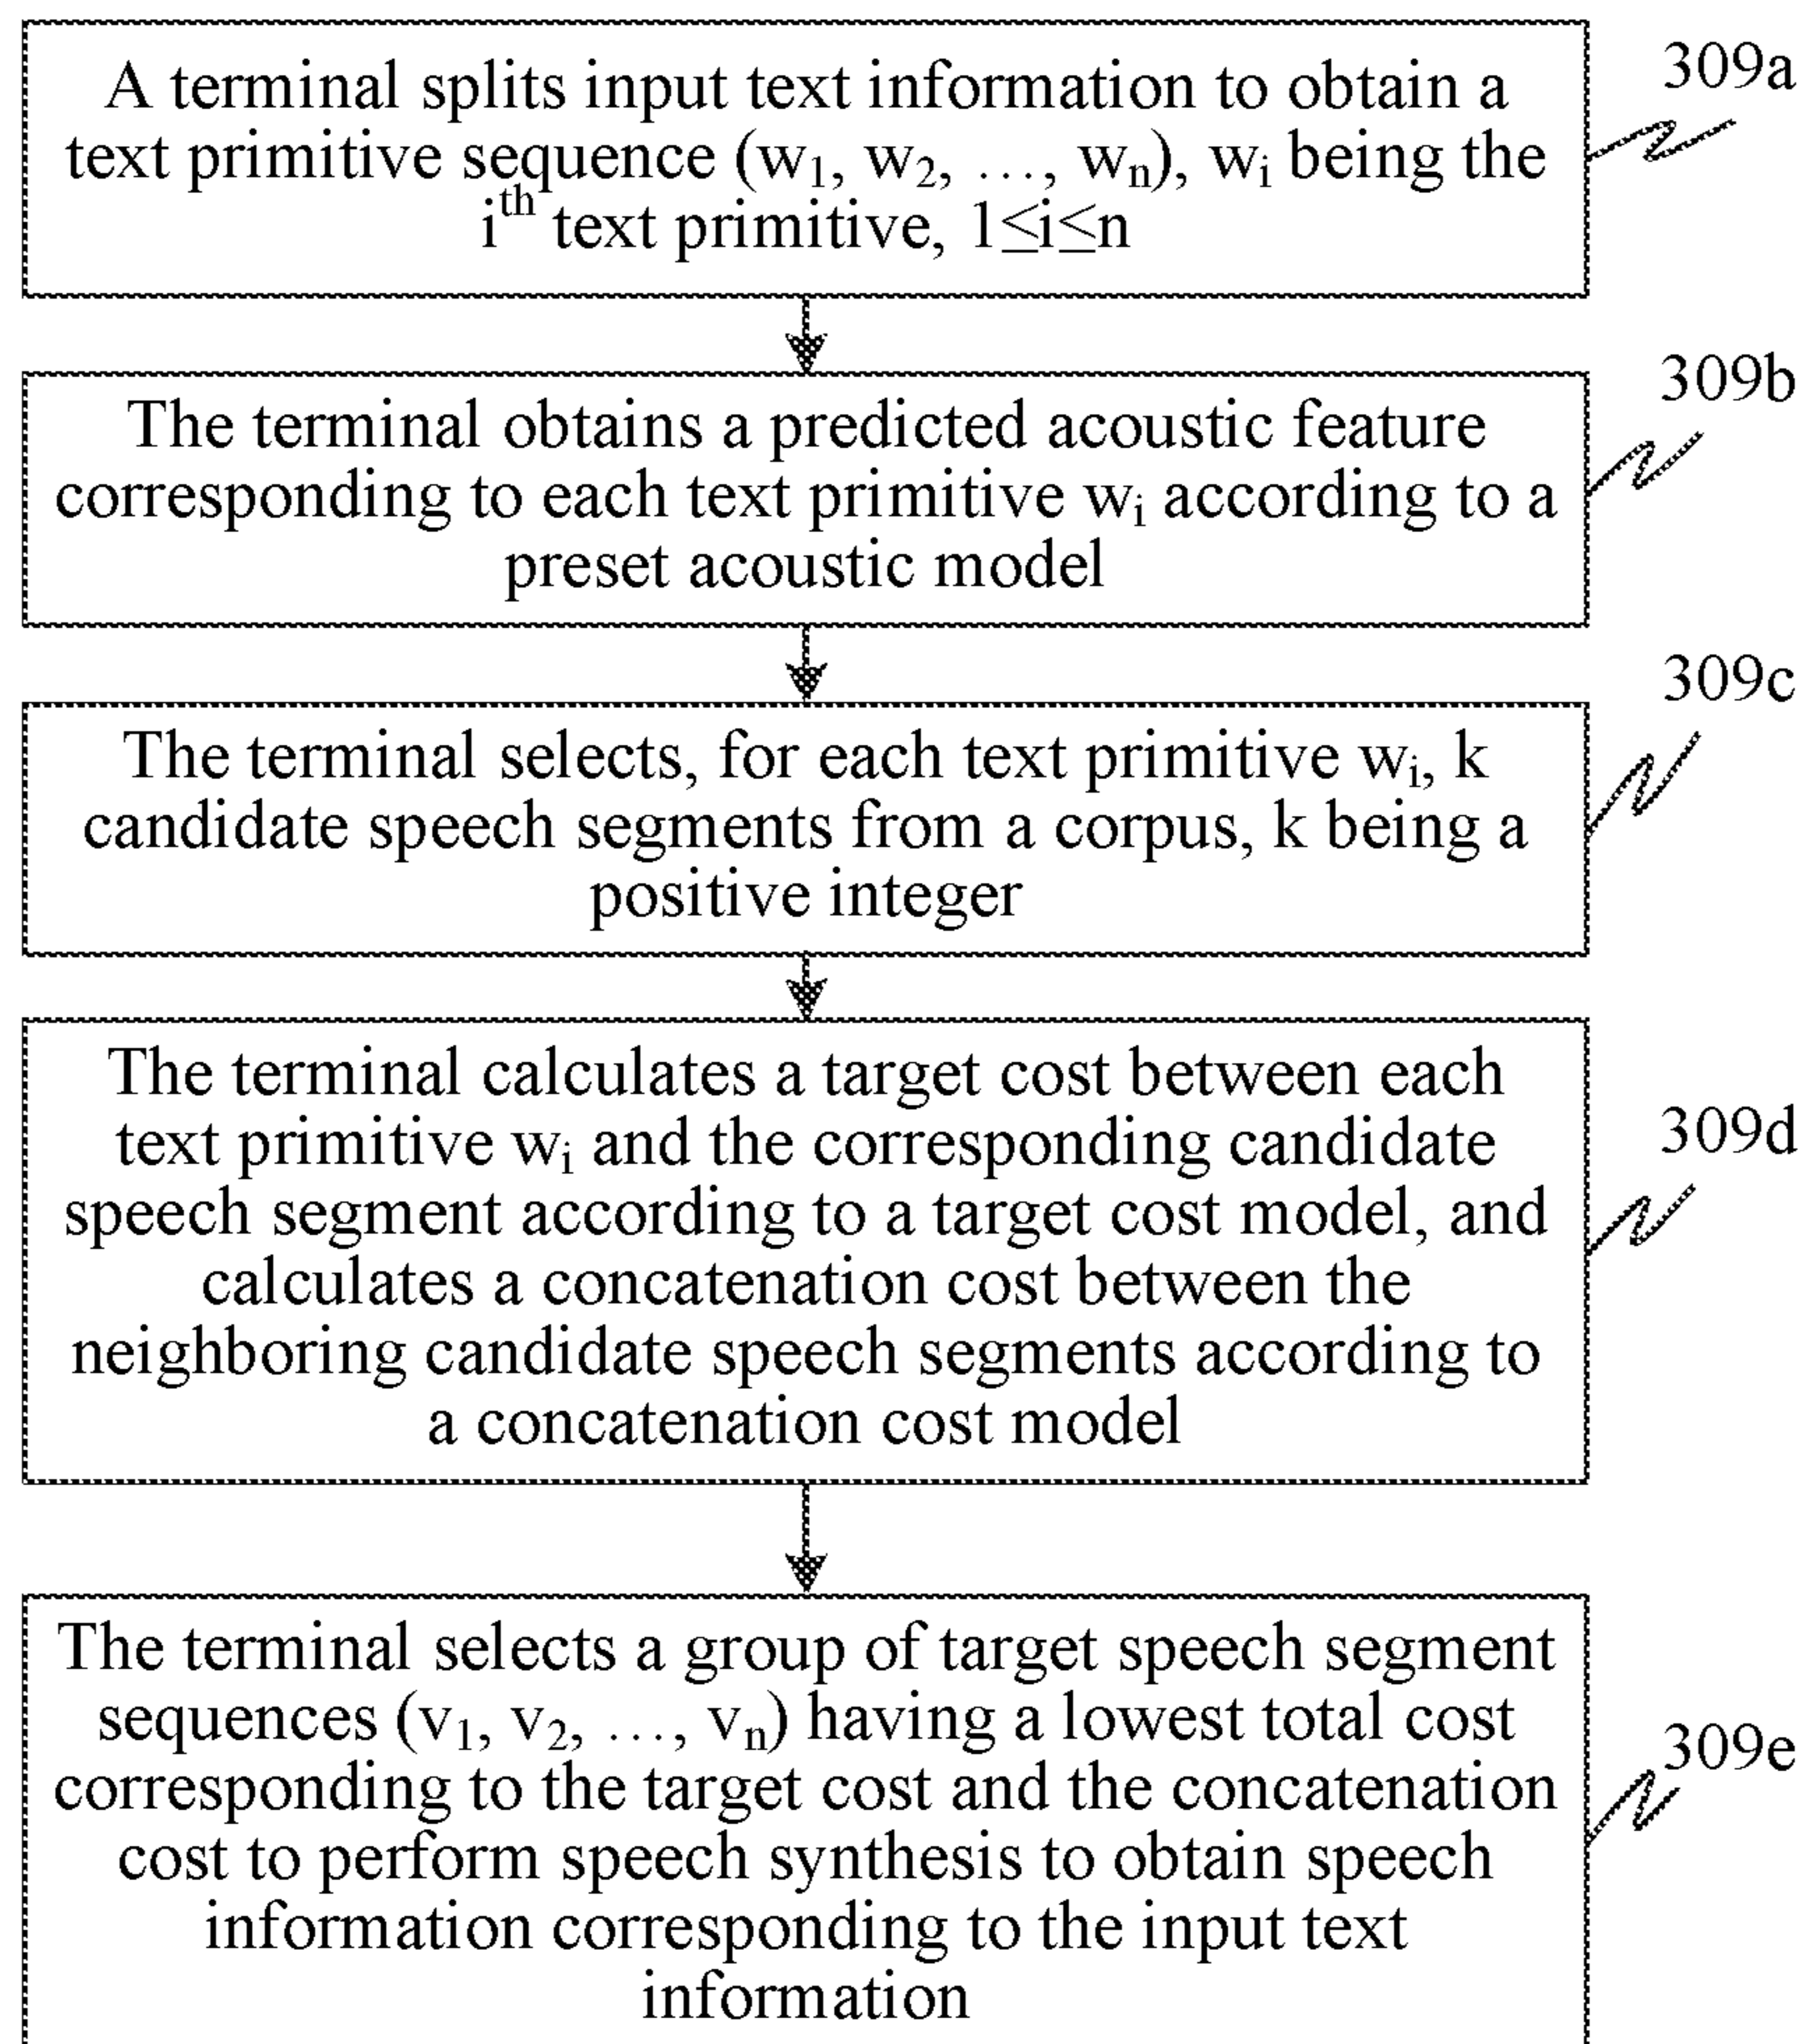 A terminal splits input text information to obtain a
text primitive sequence (w₁, w₂, …, wₙ), wᵢ being the
iᵗʰ text primitive, 1≤i≤n
309a
The terminal obtains a predicted acoustic feature
corresponding to each text primitive wᵢ according to a
preset acoustic model
309b
The terminal selects, for each text primitive wᵢ, k
candidate speech segments from a corpus, k being a
positive integer
309c
The terminal calculates a target cost between each
text primitive wᵢ and the corresponding candidate
speech segment according to a target cost model, and
calculates a concatenation cost between the
neighboring candidate speech segments according to
a concatenation cost model
309d
The terminal selects a group of target speech segment
sequences (v₁, v₂, …, vₙ) having a lowest total cost
corresponding to the target cost and the concatenation
cost to perform speech synthesis to obtain speech
information corresponding to the input text
information
309e